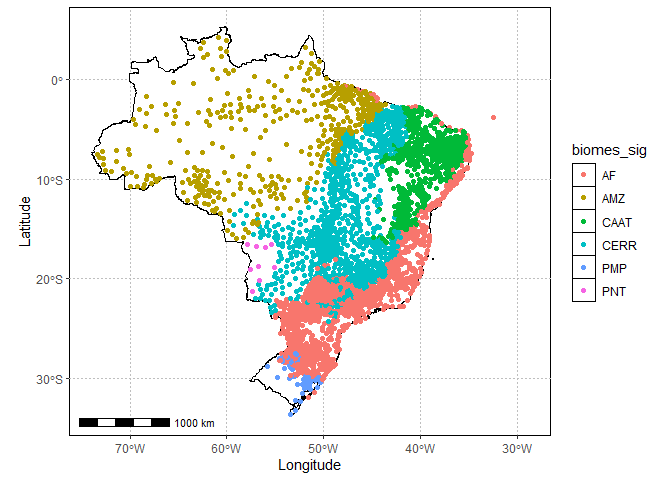 0°
10°S
20°S
30°S
Latitude
1000 km
70°W
60°W
50°W
40°W
30°W
Longitude
biomes_sig
AF
AMZ
CAAT
CERR
PMP
PNT